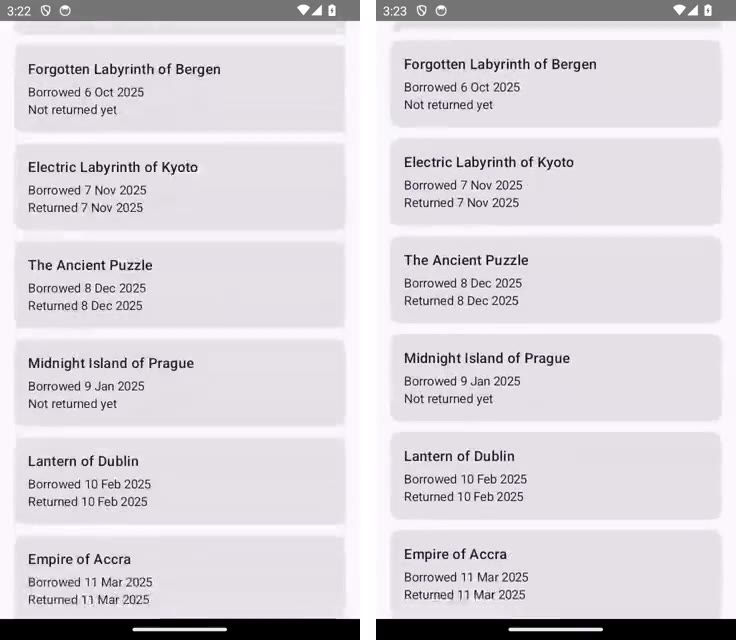 3:22
Forgotten Labyrinth of Bergen
Borrowed 6 Oct 2025
Not returned yet
Electric Labyrinth of Kyoto
Borrowed 7 Nov 2025
Returned 7 Nov 2025
The Ancient Puzzle
Borrowed 8 Dec 2025
Returned 8 Dec 2025
Midnight Island of Prague
Borrowed 9 Jan 2025
Not returned yet
Lantern of Dublin
Borrowed 10 Feb 2025
Returned 10 Feb 2025
Empire of Accra
Borrowed 11 Mar 2025
Returned 11 Mar 2025
3:23
Forgotten Labyrinth of Bergen
Borrowed 6 Oct 2025
Not returned yet
Electric Labyrinth of Kyoto
Borrowed 7 Nov 2025
Returned 7 Nov 2025
The Ancient Puzzle
Borrowed 8 Dec 2025
Returned 8 Dec 2025
Midnight Island of Prague
Borrowed 9 Jan 2025
Not returned yet
Lantern of Dublin
Borrowed 10 Feb 2025
Returned 10 Feb 2025
Empire of Accra
Borrowed 11 Mar 2025
Returned 11 Mar 2025